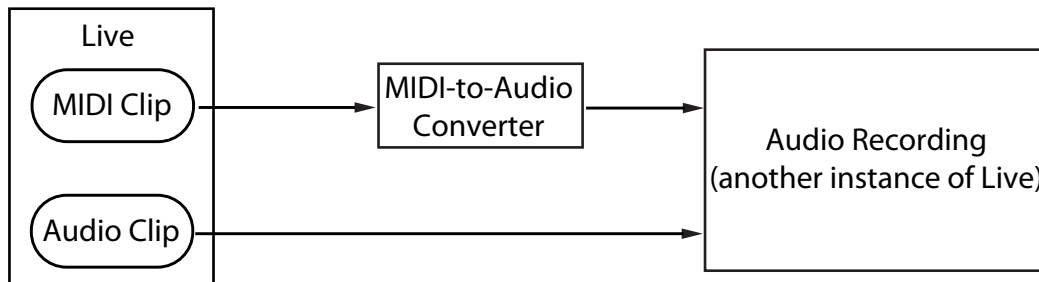 Live
MIDI Clip
MIDI-to-Audio
Converter
Audio Recording
(another instance of Live)
Audio Clip